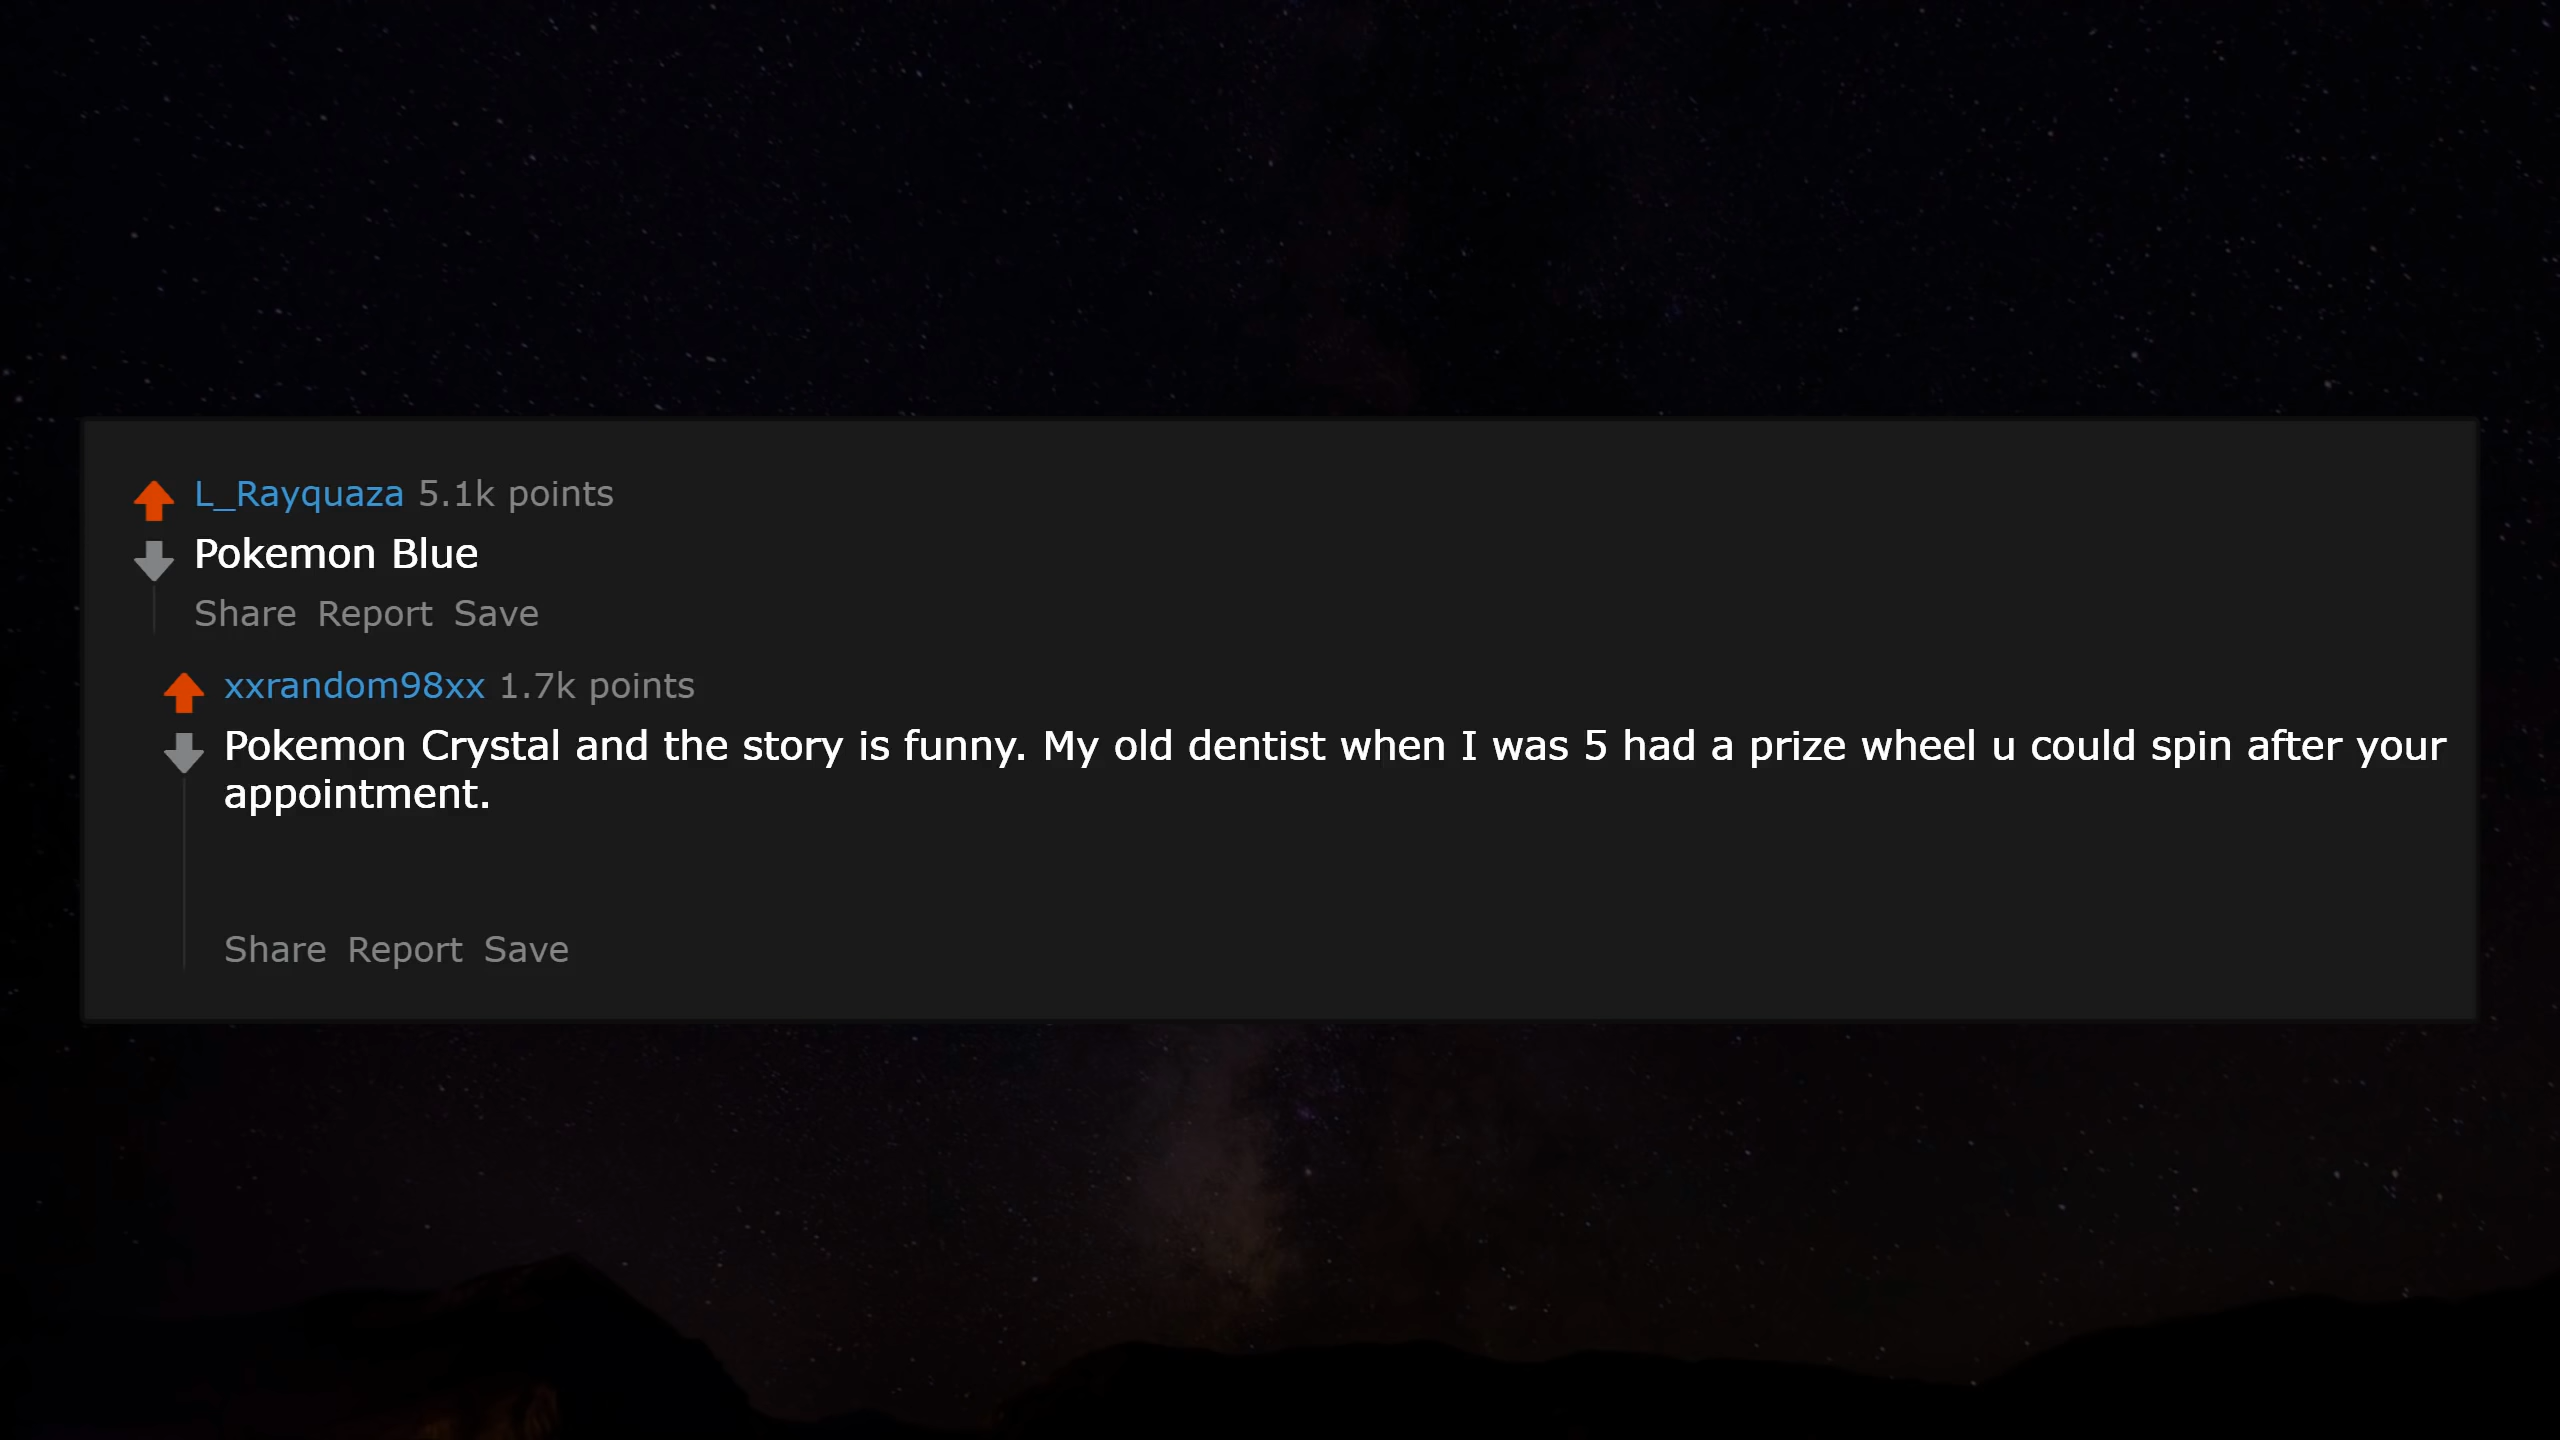 L_Rayquaza 5.1k points
Pokemon Blue
Share Report Save
xxrandom98xx 1.7k points
Pokemon Crystal and the story is funny. My old dentist when I was 5 had a prize wheel u could spin after your
appointment.
Share Report Save